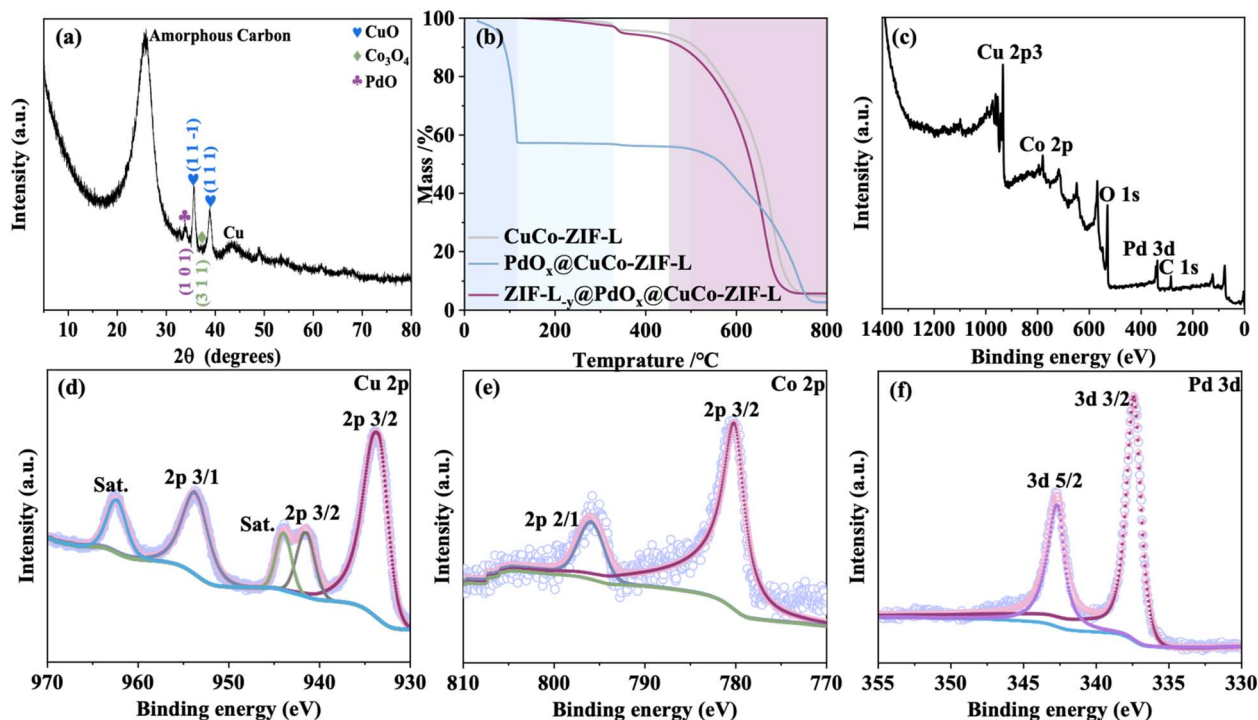 (a)
Amorphous Carbon
♥ CuO
♦ Co₃O₄
♣ PdO
(1 1 -1)
(1 1 1)
(1 0 1)
(3 1 1)
Cu
Intensity (a.u.)
5 10 20 30 40 50 60 70 80
2θ (degrees)
(b)
100
80
60
40
20
0
Mass /%
CuCo-ZIF-L
PdOₓ@CuCo-ZIF-L
ZIF-L₋y@PdOₓ@CuCo-ZIF-L
0 200 400 600 800
Temprature /°C
(c)
Cu 2p3
Co 2p
O 1s
Pd 3d
C 1s
Intensity (a.u.)
1400 1200 1000 800 600 400 200 0
Binding energy (eV)
(d)
Cu 2p
2p 3/2
Sat.
2p 3/1
Sat.
2p 3/2
Intensity (a.u.)
970 960 950 940 930
Binding energy (eV)
(e)
Co 2p
2p 3/2
2p 2/1
Intensity (a.u.)
810 800 790 780 770
Binding energy (eV)
(f)
Pd 3d
3d 3/2
3d 5/2
Intensity (a.u.)
355 350 345 340 335 330
Binding energy (eV)